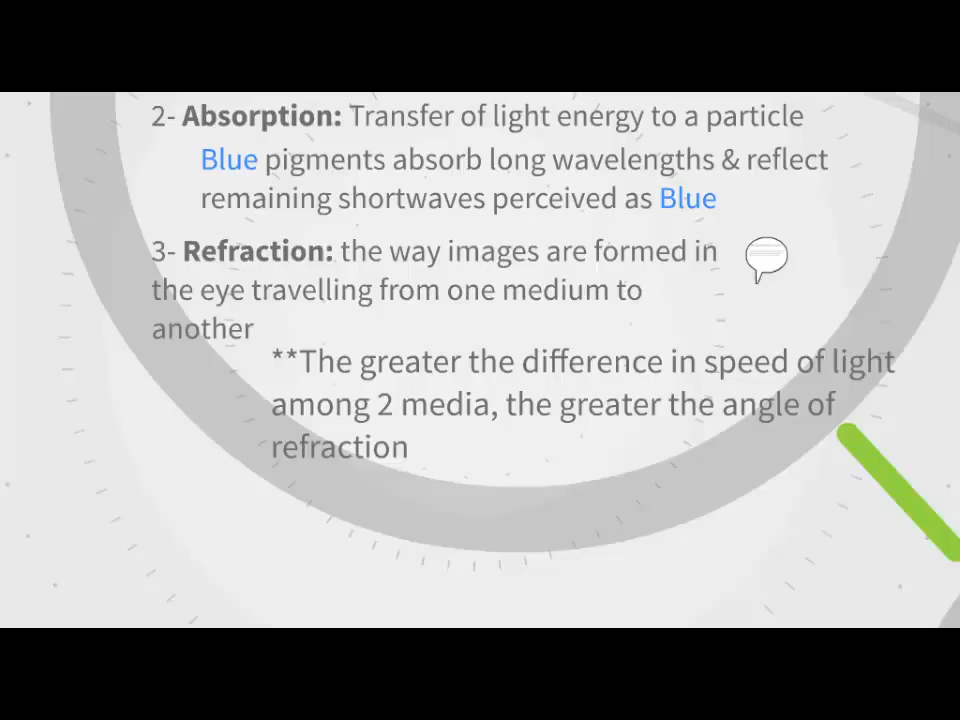 2- Absorption: Transfer of light energy to a particle
Blue pigments absorb long wavelengths & reflect
remaining shortwaves perceived as Blue
3- Refraction: the way images are formed in
the eye travelling from one medium to
another
**The greater the difference in speed of light
among 2 media, the greater the angle of
refraction